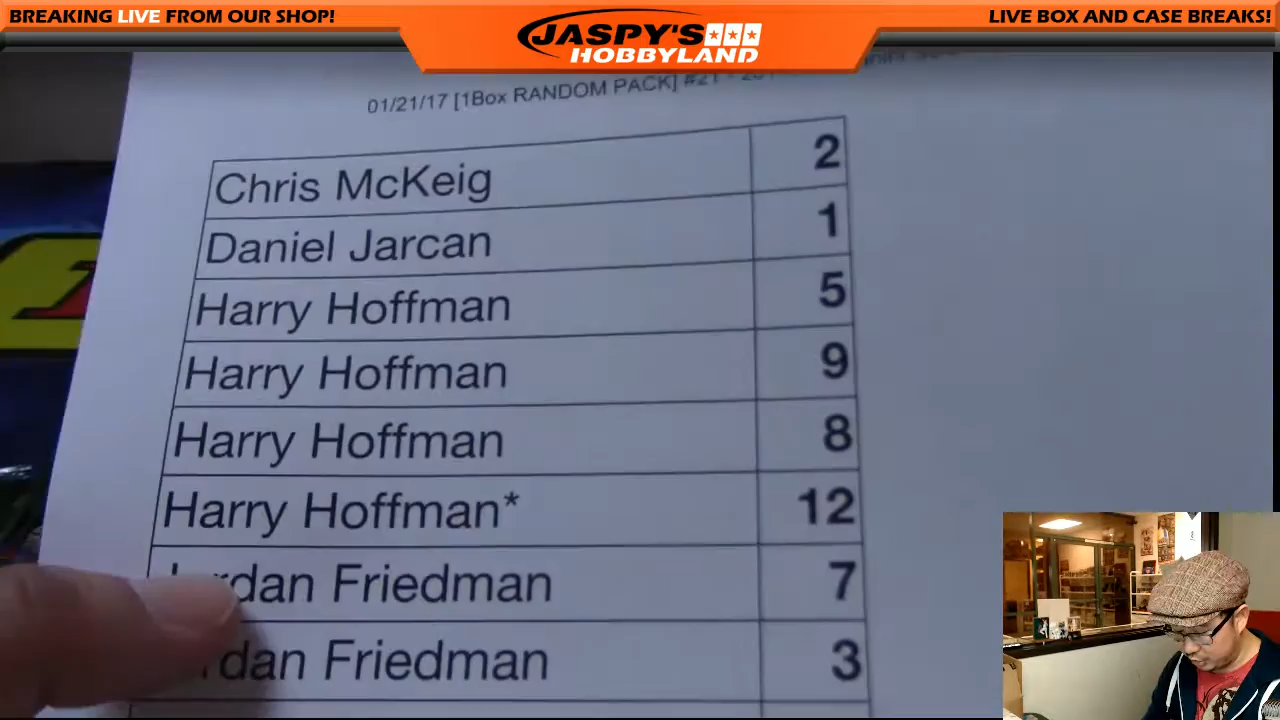 BREAKING LIVE FROM OUR SHOP!
JASPY'S
HOBBYLAND
LIVE BOX AND CASE BREAKS!
01/21/17 [1Box RANDOM PACK] #21 -
Chris McKeig 2
Daniel Jarcan 1
Harry Hoffman 5
Harry Hoffman 9
Harry Hoffman 8
Harry Hoffman* 12
Friedman 7
Friedman 3